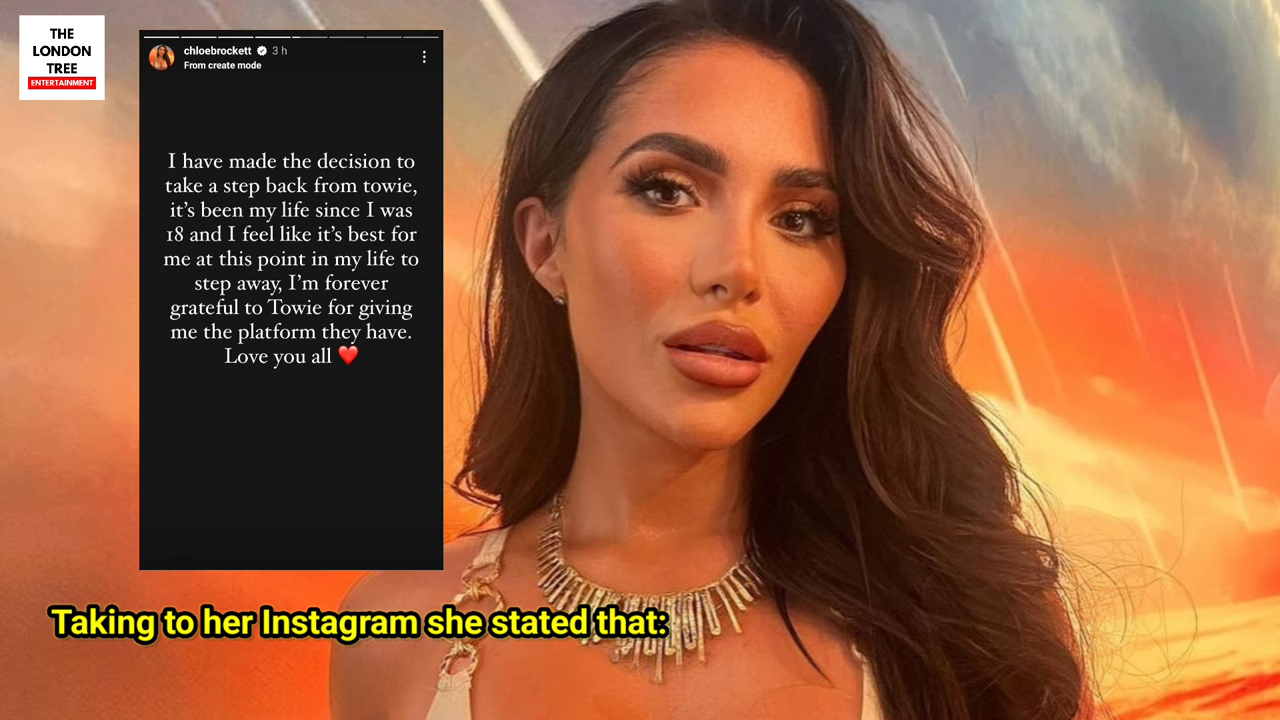 THE
LONDON
TREE
ENTERTAINMENT
chloebrockett 3 h
From create mode
I have made the decision to
take a step back from towie,
it’s been my life since I was
18 and I feel like it’s best for
me at this point in my life to
step away, I’m forever
grateful to Towie for giving
me the platform they have.
Love you all ❤️
Taking to her Instagram she stated that: